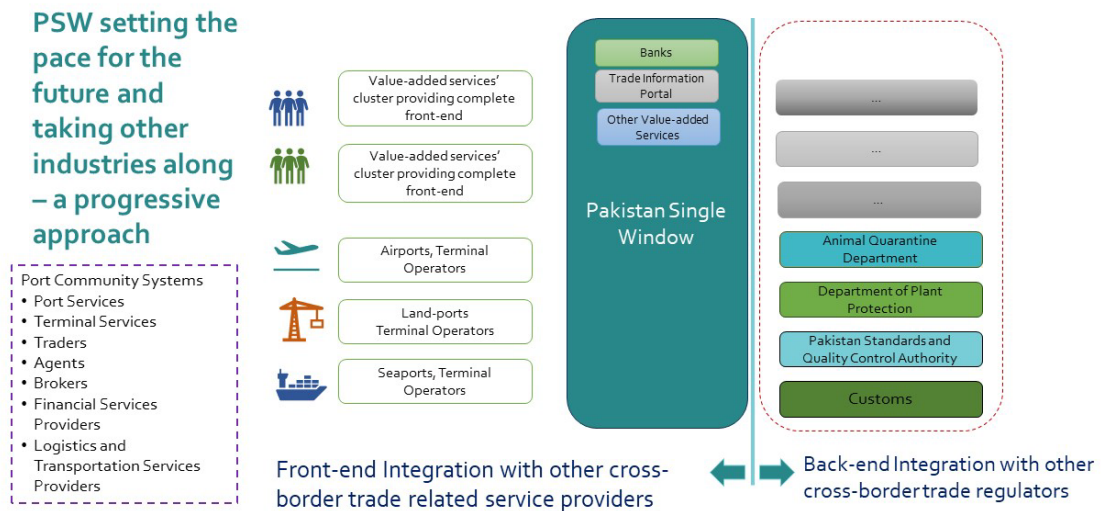 PSW setting the
pace for the
future and
taking other
industries along
– a progressive
approach
Port Community Systems
• Port Services
• Terminal Services
• Traders
• Agents
• Brokers
• Financial Services
Providers
• Logistics and
Transportation Services
Providers
Value-added services'
cluster providing complete
front-end
Value-added services'
cluster providing complete
front-end
Airports, Terminal
Operators
Land-ports
Terminal Operators
Seaports, Terminal
Operators
Front-end Integration with other cross-
border trade related service providers
Banks
Trade Information
Portal
Other Value-added
Services
Pakistan Single
Window
...
...
...
Animal Quarantine
Department
Department of Plant
Protection
Pakistan Standards and
Quality Control Authority
Customs
Back-end Integration with other
cross-border trade regulators